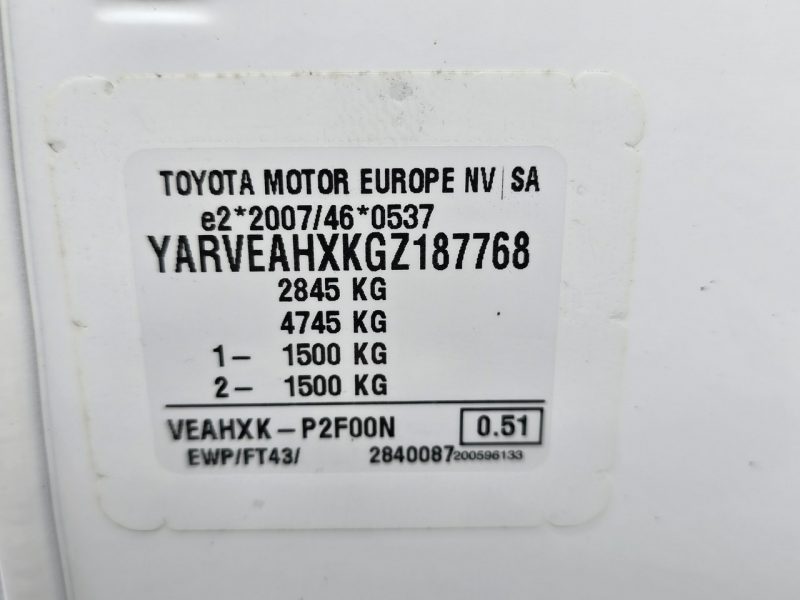 TOYOTA MOTOR EUROPE NV|SA
e2*2007/46*0537
YARVEAHXKGZ187768
2845 KG
4745 KG
1- 1500 KG
2- 1500 KG
VEAHXK-P2F00N 0.51
EWP/FT43/ 2840087200596133